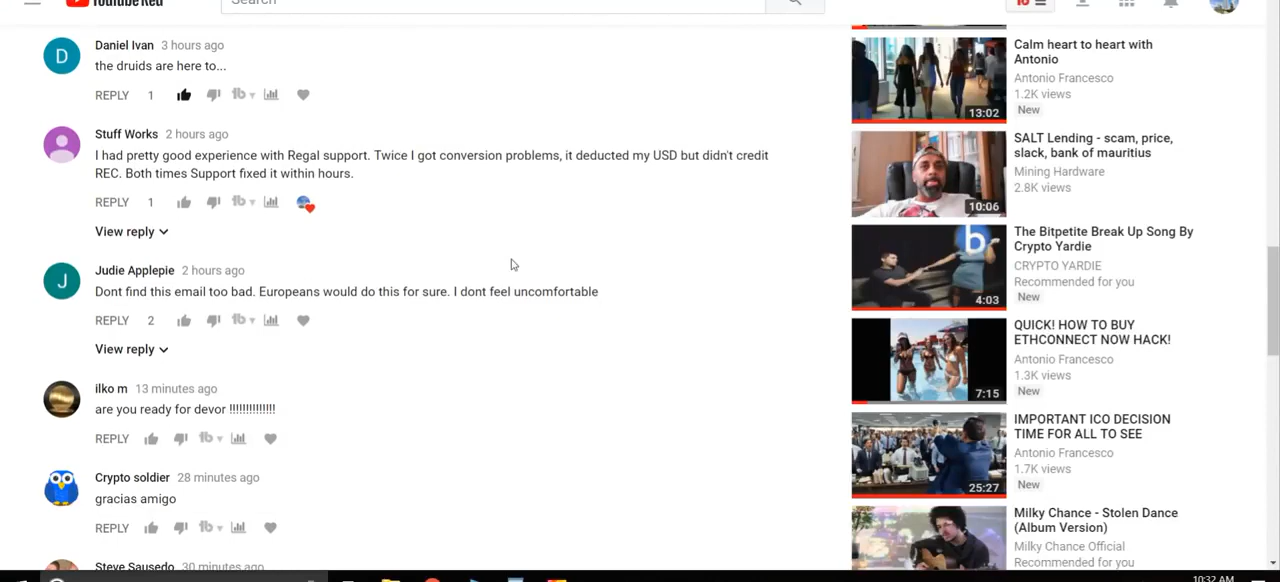 YouTube Red
Search
Daniel Ivan 3 hours ago
the druids are here to...
REPLY 1
Stuff Works 2 hours ago
I had pretty good experience with Regal support. Twice I got conversion problems, it deducted my USD but didn't credit
REC. Both times Support fixed it within hours.
REPLY 1
View reply
J
Judie Applepie 2 hours ago
Dont find this email too bad. Europeans would do this for sure. I dont feel uncomfortable
REPLY 2
View reply
ilko m 13 minutes ago
are you ready for devor !!!!!!!!!!!!!!
REPLY
Crypto soldier 28 minutes ago
gracias amigo
REPLY
Steve Sausedo 30 minutes ago
D
13:02
Calm heart to heart with
Antonio
Antonio Francesco
1.2K views
New
10:06
SALT Lending - scam, price,
slack, bank of mauritius
Mining Hardware
2.8K views
b
4:03
The Bitpetite Break Up Song By
Crypto Yardie
CRYPTO YARDIE
Recommended for you
New
7:15
QUICK! HOW TO BUY
ETHCONNECT NOW HACK!
Antonio Francesco
1.3K views
New
25:27
IMPORTANT ICO DECISION
TIME FOR ALL TO SEE
Antonio Francesco
1.7K views
New
Milky Chance - Stolen Dance
(Album Version)
Milky Chance Official
Recommended for you
10:32 AM